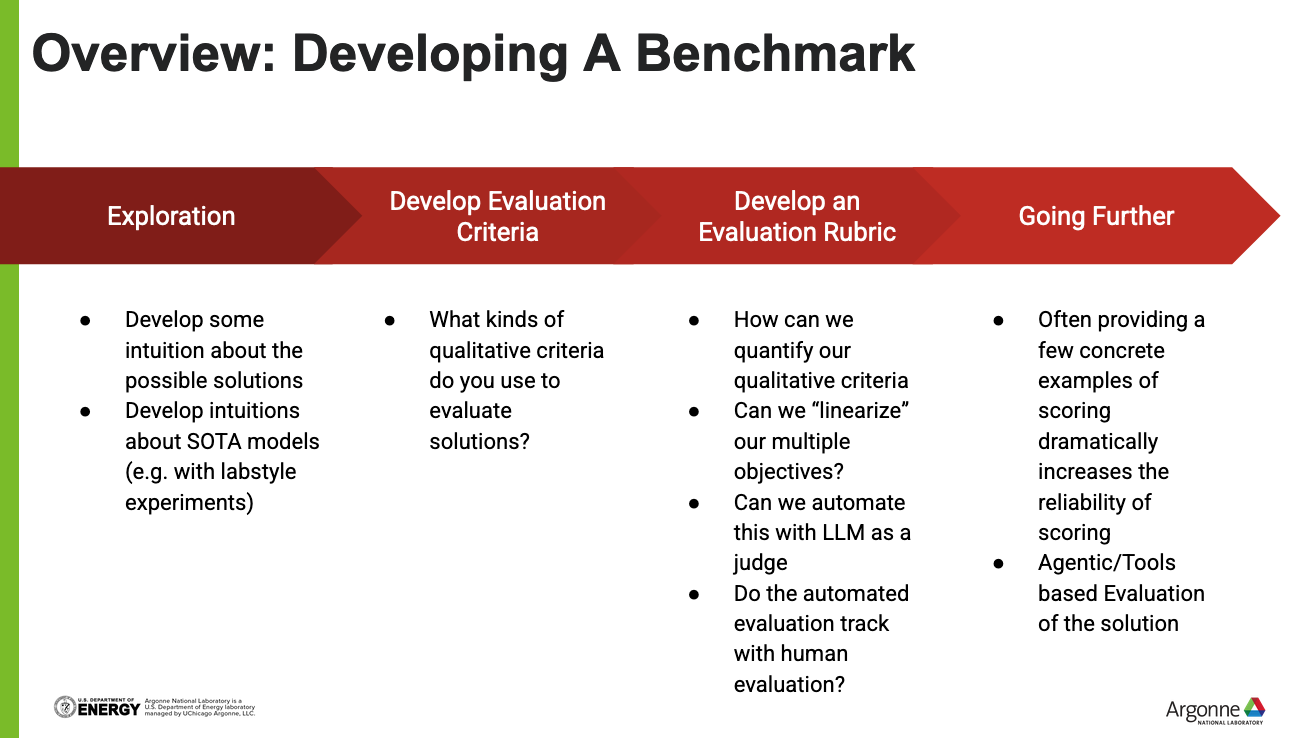 Overview: Developing A Benchmark
Exploration
Develop Evaluation
Criteria
Develop an
Evaluation Rubric
Going Further
● Develop some
intuition about the
possible solutions
● Develop intuitions
about SOTA models
(e.g. with labstyle
experiments)
● What kinds of
qualitative criteria
do you use to
evaluate
solutions?
● How can we
quantify our
qualitative criteria
● Can we “linearize”
our multiple
objectives?
● Can we automate
this with LLM as a
judge
● Do the automated
evaluation track
with human
evaluation?
● Often providing a
few concrete
examples of
scoring
dramatically
increases the
reliability of
scoring
● Agentic/Tools
based Evaluation
of the solution
U.S. DEPARTMENT OF
ENERGY
Argonne National Laboratory is a
U.S. Department of Energy laboratory
managed by UChicago Argonne, LLC.
Argonne
NATIONAL LABORATORY